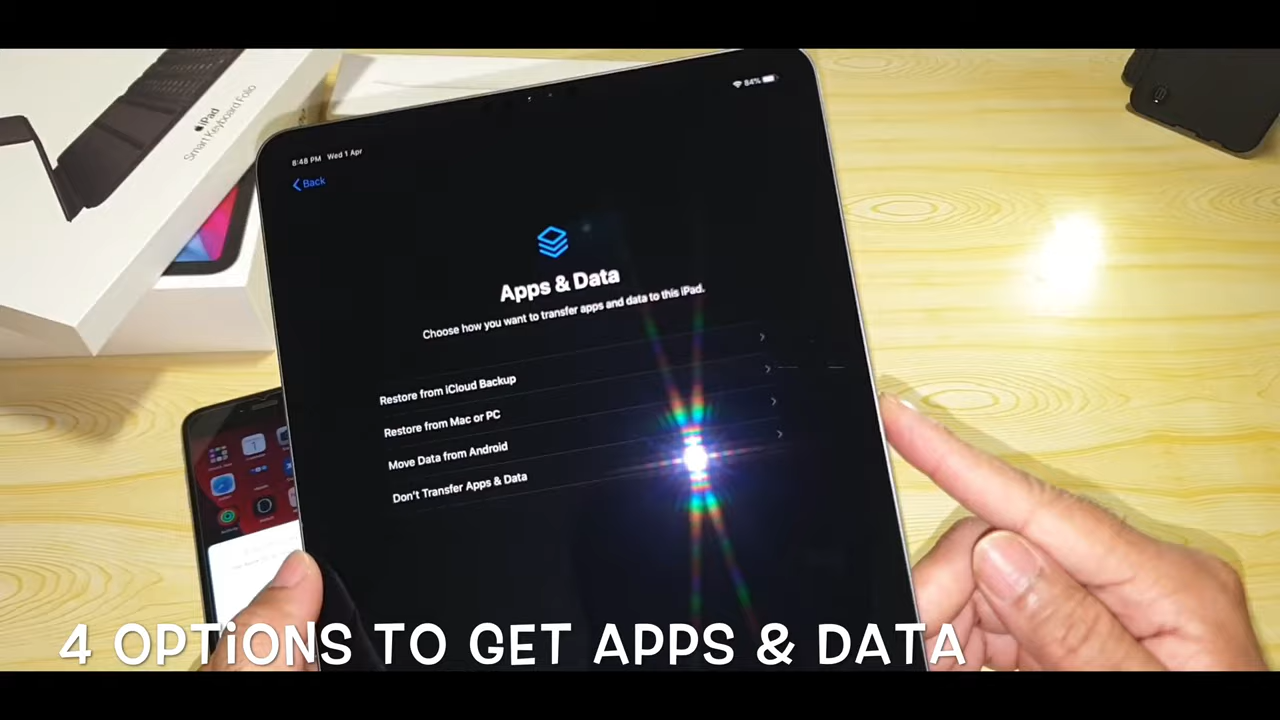 iPad
Smart Keyboard Folio
84%
8:48 PM Wed 1 Apr
Back
Apps & Data
Choose how you want to transfer apps and data to this iPad.
Restore from iCloud Backup
Restore from Mac or PC
Move Data from Android
Don't Transfer Apps & Data
4 OPTiONS TO GET APPS & DATA